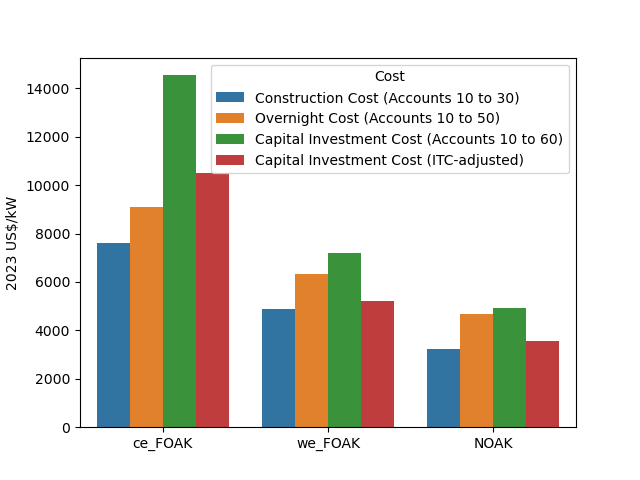 14000
12000
10000
8000
6000
4000
2000
0
2023 US$/kW
Cost
Construction Cost (Accounts 10 to 30)
Overnight Cost (Accounts 10 to 50)
Capital Investment Cost (Accounts 10 to 60)
Capital Investment Cost (ITC-adjusted)
ce_FOAK
we_FOAK
NOAK